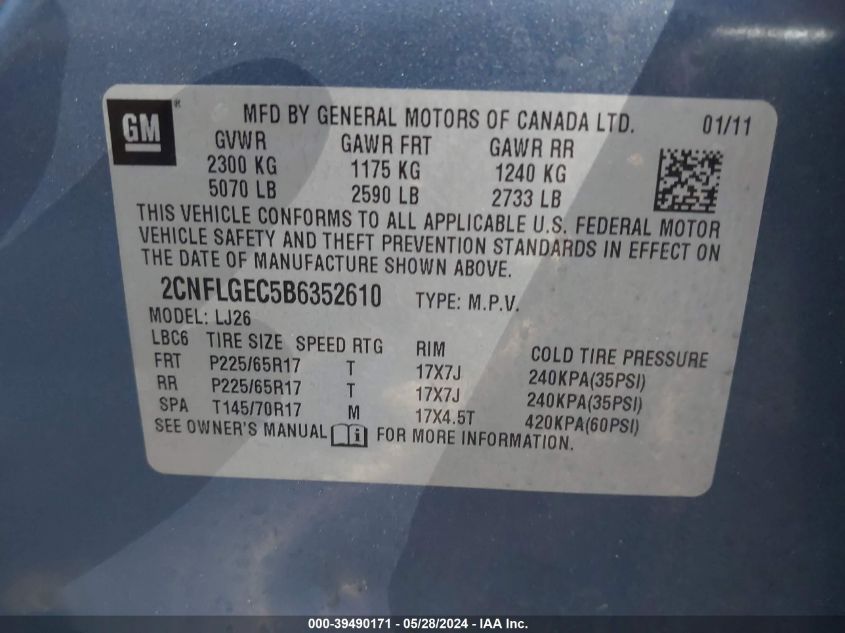 GM ®
MFD BY GENERAL MOTORS OF CANADA LTD. 01/11
GVWR GAWR FRT GAWR RR
2300 KG 1175 KG 1240 KG
5070 LB 2590 LB 2733 LB
THIS VEHICLE CONFORMS TO ALL APPLICABLE U.S. FEDERAL MOTOR
VEHICLE SAFETY AND THEFT PREVENTION STANDARDS IN EFFECT ON
THE DATE OF MANUFACTURE SHOWN ABOVE.
2CNFLGEC5B6352610 TYPE: M.P.V.
MODEL: LJ26
LBC6 TIRE SIZE SPEED RTG RIM COLD TIRE PRESSURE
FRT P225/65R17 T 17X7J 240KPA(35PSI)
RR P225/65R17 T 17X7J 240KPA(35PSI)
SPA T145/70R17 M 17X4.5T 420KPA(60PSI)
SEE OWNER'S MANUAL i FOR MORE INFORMATION.
000-39490171 - 05/28/2024 - IAA Inc.